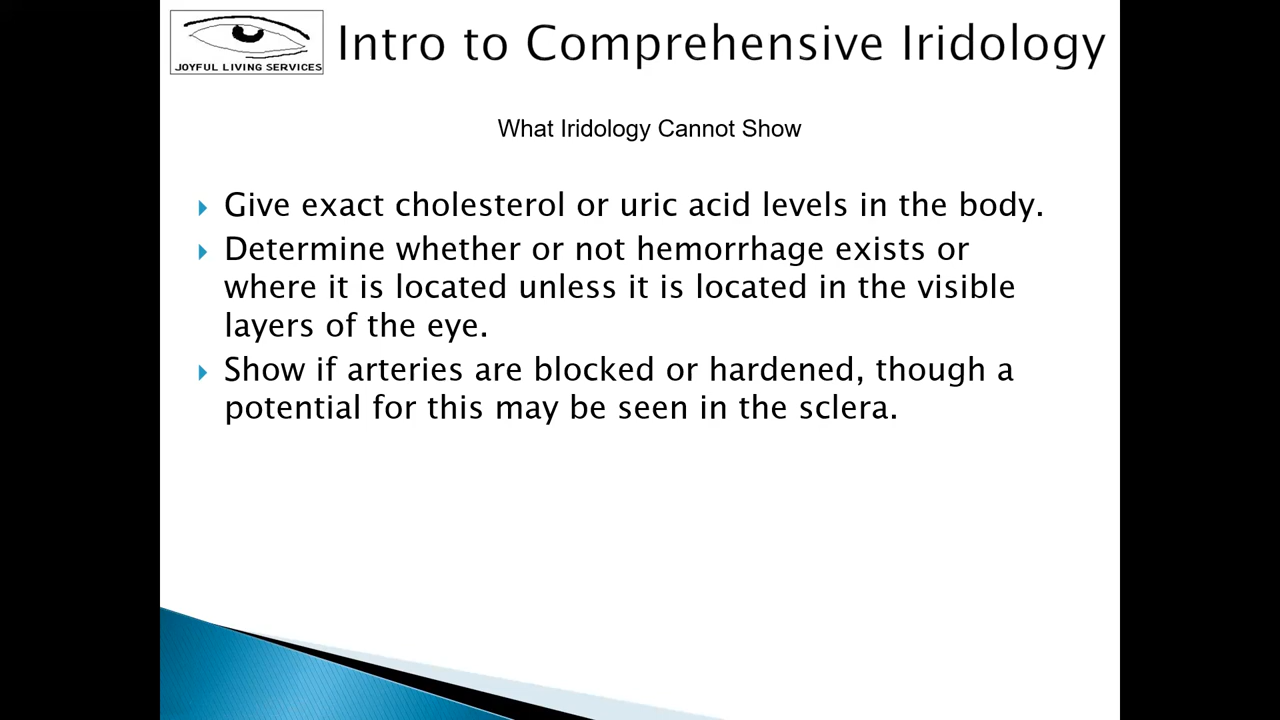 JOYFUL LIVING SERVICES
Intro to Comprehensive Iridology
What Iridology Cannot Show
Give exact cholesterol or uric acid levels in the body.
Determine whether or not hemorrhage exists or
where it is located unless it is located in the visible
layers of the eye.
Show if arteries are blocked or hardened, though a
potential for this may be seen in the sclera.